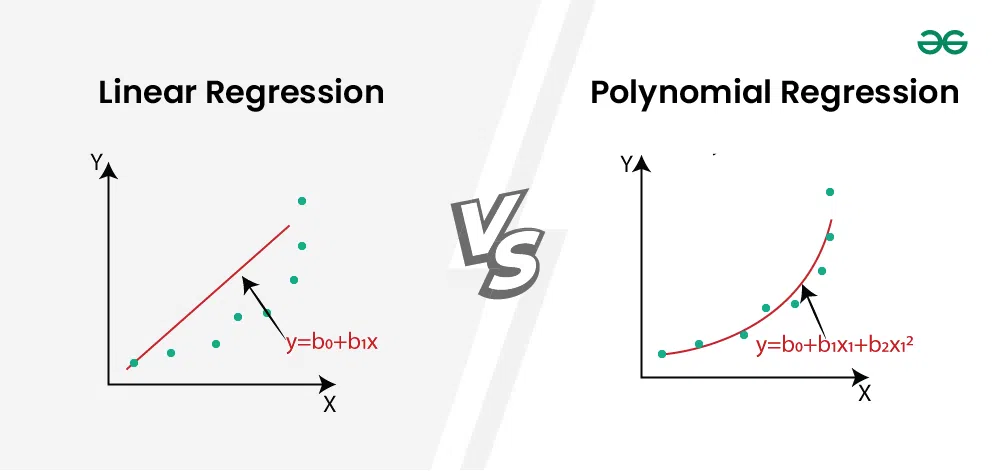 Linear Regression
Y
y=b₀+b₁x
X
VS
Polynomial Regression
Y
y=b₀+b₁x₁+b₂x₁²
X